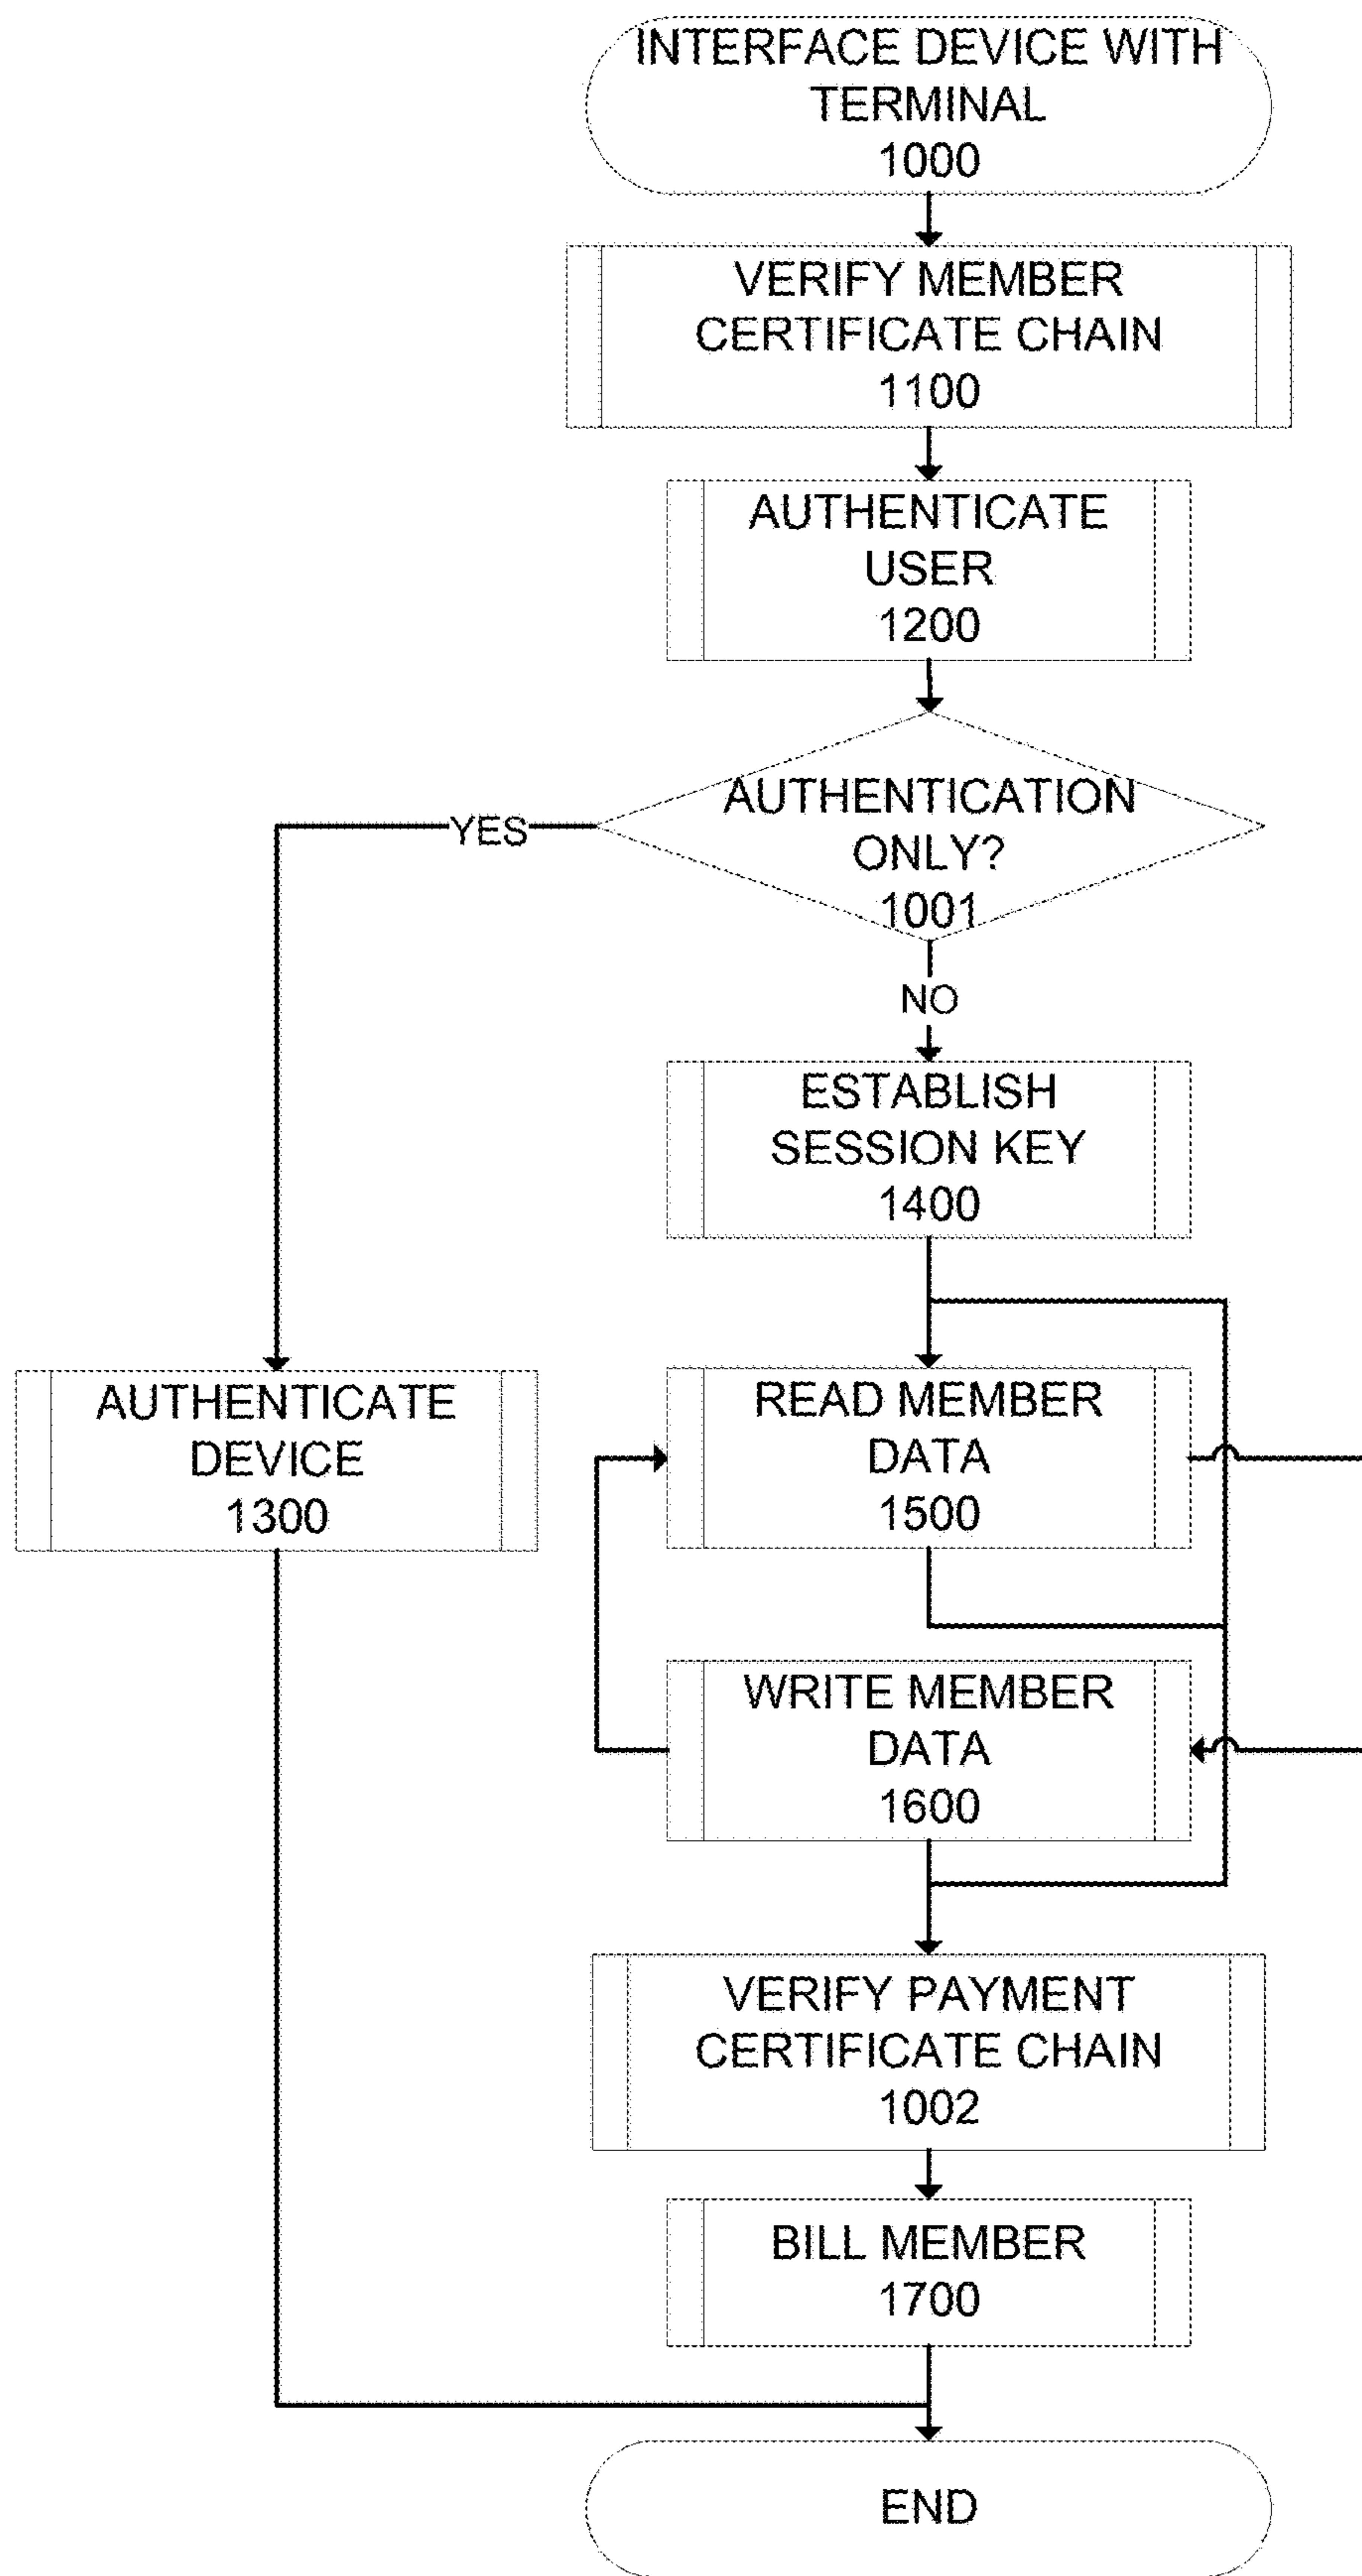 INTERFACE DEVICE WITH
TERMINAL
1000
VERIFY MEMBER
CERTIFICATE CHAIN
1100
AUTHENTICATE
USER
1200
AUTHENTICATION
ONLY?
1001
YES
NO
ESTABLISH
SESSION KEY
1400
AUTHENTICATE
DEVICE
1300
READ MEMBER
DATA
1500
WRITE MEMBER
DATA
1600
VERIFY PAYMENT
CERTIFICATE CHAIN
1002
BILL MEMBER
1700
END